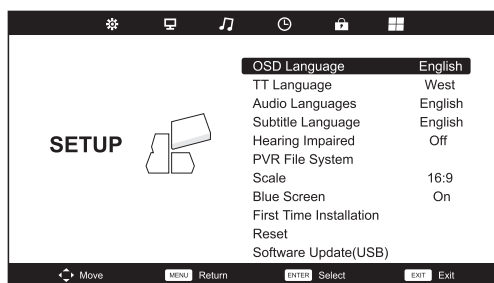 OSD Language English
TT Language West
Audio Languages English
Subtitle Language English
SETUP
Hearing Impaired Off
PVR File System
Scale 16:9
Blue Screen On
First Time Installation
Reset
Software Update(USB)
Move MENU Return ENTER Select EXIT Exit